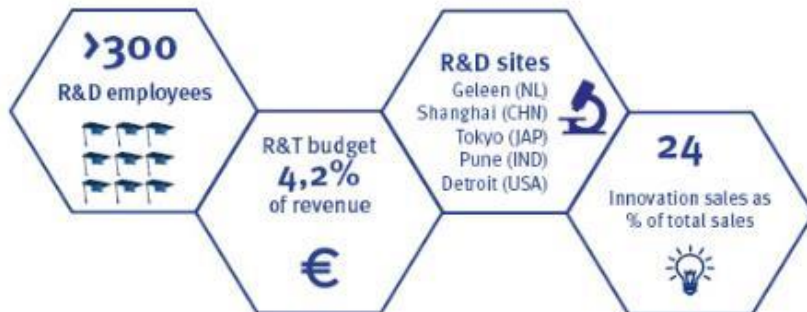 >300
R&D employees
R&T budget
4,2%
of revenue
€
R&D sites
Geleen (NL)
Shanghai (CHN)
Tokyo (JAP)
Pune (IND)
Detroit (USA)
24
Innovation sales as
% of total sales